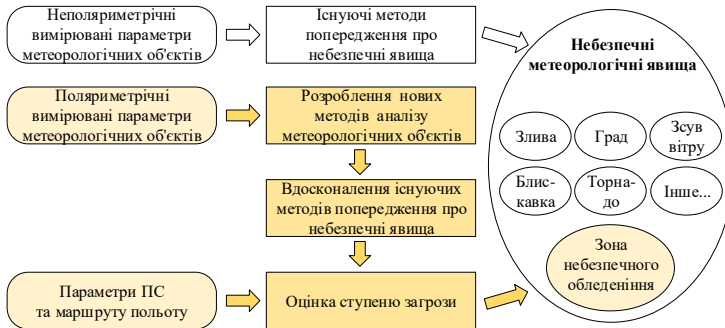 Неполяриметричні
вимірювані параметри
метеорологічних об'єктів
Існуючі методи
попередження про
небезпечні явища
Небезпечні
метеорологічні явища
Поляриметричні
вимірювані параметри
метеорологічних об'єктів
Розроблення нових
методів аналізу
метеорологічних об'єктів
Злива
Град
Зсув
вітру
Блис-
кавка
Торна-
до
Інше...
Вдосконалення існуючих
методів попередження про
небезпечні явища
Зона
небезпечного
обледеніння
Параметри ПС
та маршруту польоту
Оцінка ступеню загрози